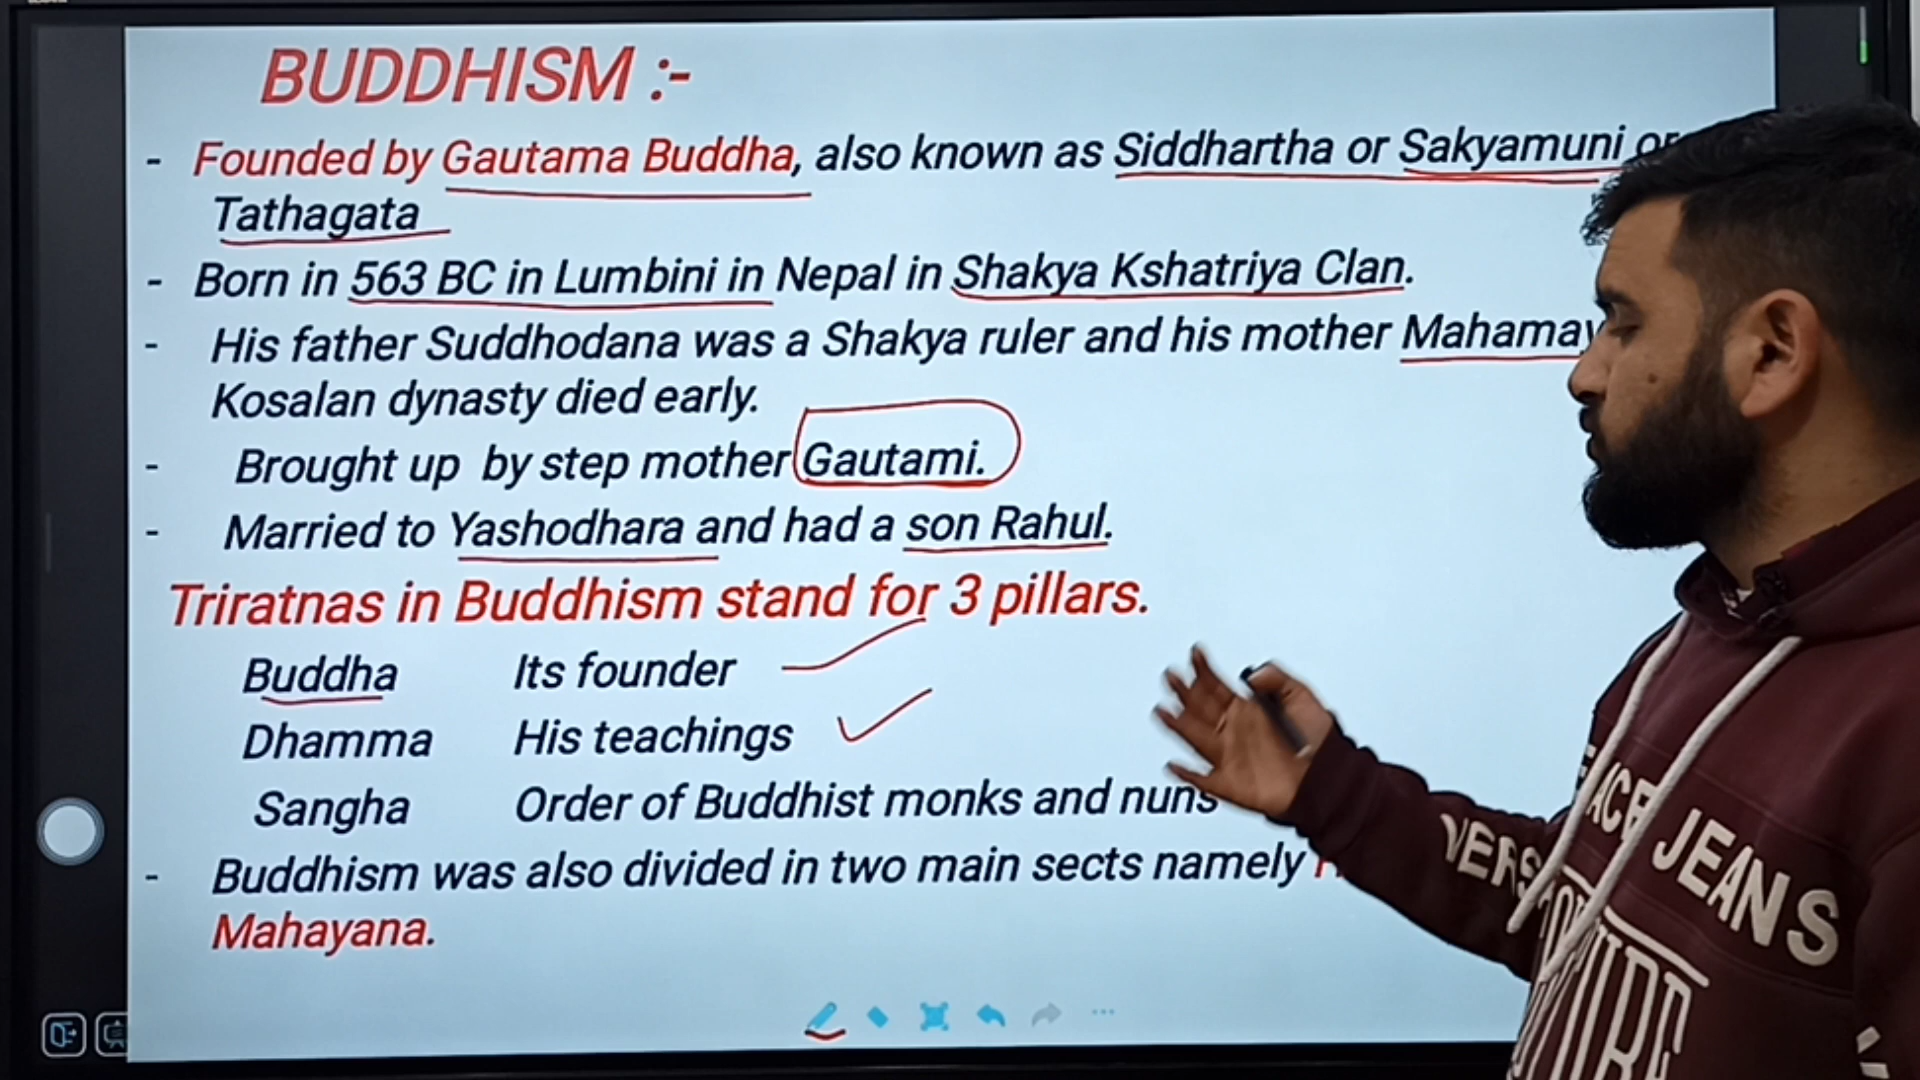 BUDDHISM :-
- Founded by Gautama Buddha, also known as Siddhartha or Sakyamuni or
Tathagata
- Born in 563 BC in Lumbini in Nepal in Shakya Kshatriya Clan.
- His father Suddhodana was a Shakya ruler and his mother
Kosalan dynasty died early.
- Brought up by step mother Gautami.
- Married to Yashodhara and had a son Rahul.
Triratnas in Buddhism stand for 3 pillars.
Buddha Its founder
Dhamma His teachings
Sangha Order of Buddhist monks and nuns
- Buddhism was also divided in two main sects namely
Mahayana.
JEANS